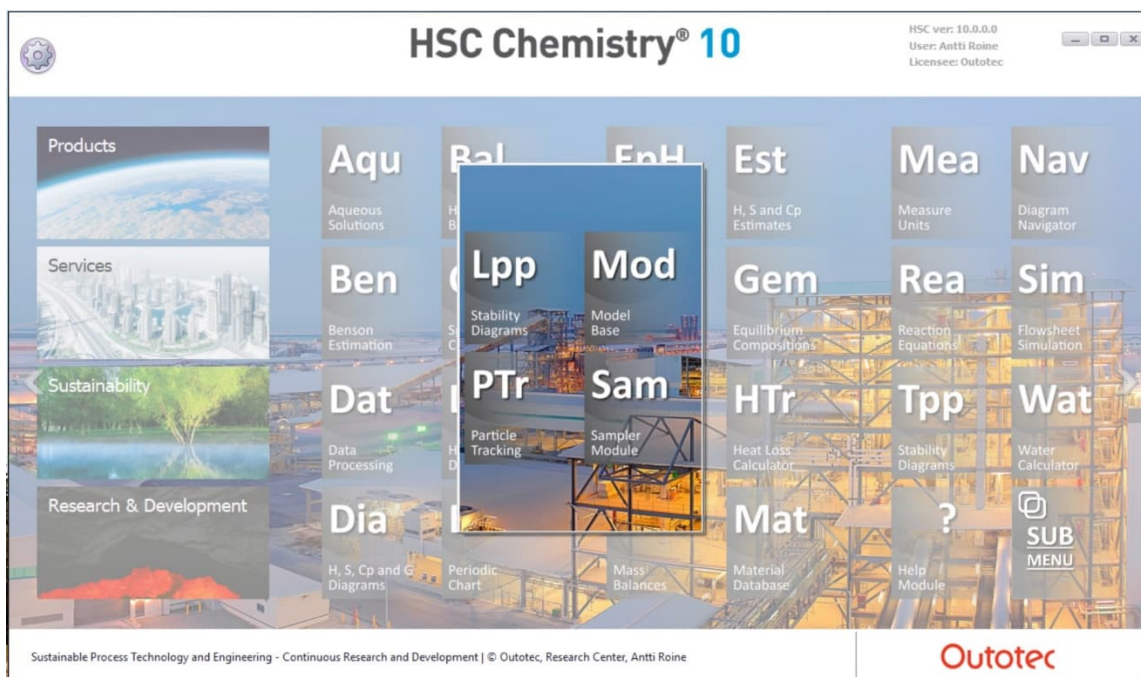 HSC Chemistry® 10
HSC ver: 10.0.0.0
User: Antti Roine
Licensee: Outotec
Products
Services
Sustainability
Research & Development
Aqu
Aqueous
Solutions
Bal
EpH
Est
H, S and Cp
Estimates
Mea
Measure
Units
Nav
Diagram
Navigator
Ben
Benson
Estimation
Lpp
Stability
Diagrams
Mod
Model
Base
Gem
Equilibrium
Compositions
Rea
Reaction
Equations
Sim
Flowsheet
Simulation
Dat
Data
Processing
PTr
Particle
Tracking
Sam
Sampler
Module
HTr
Heat Loss
Calculator
Tpp
Stability
Diagrams
Wat
Water
Calculator
Dia
H, S, Cp and G
Diagrams
Periodic
Chart
Mass
Balances
Mat
Material
Database
?
Help
Module
SUB
MENU
Sustainable Process Technology and Engineering - Continuous Research and Development | © Outotec, Research Center, Antti Roine
Outotec